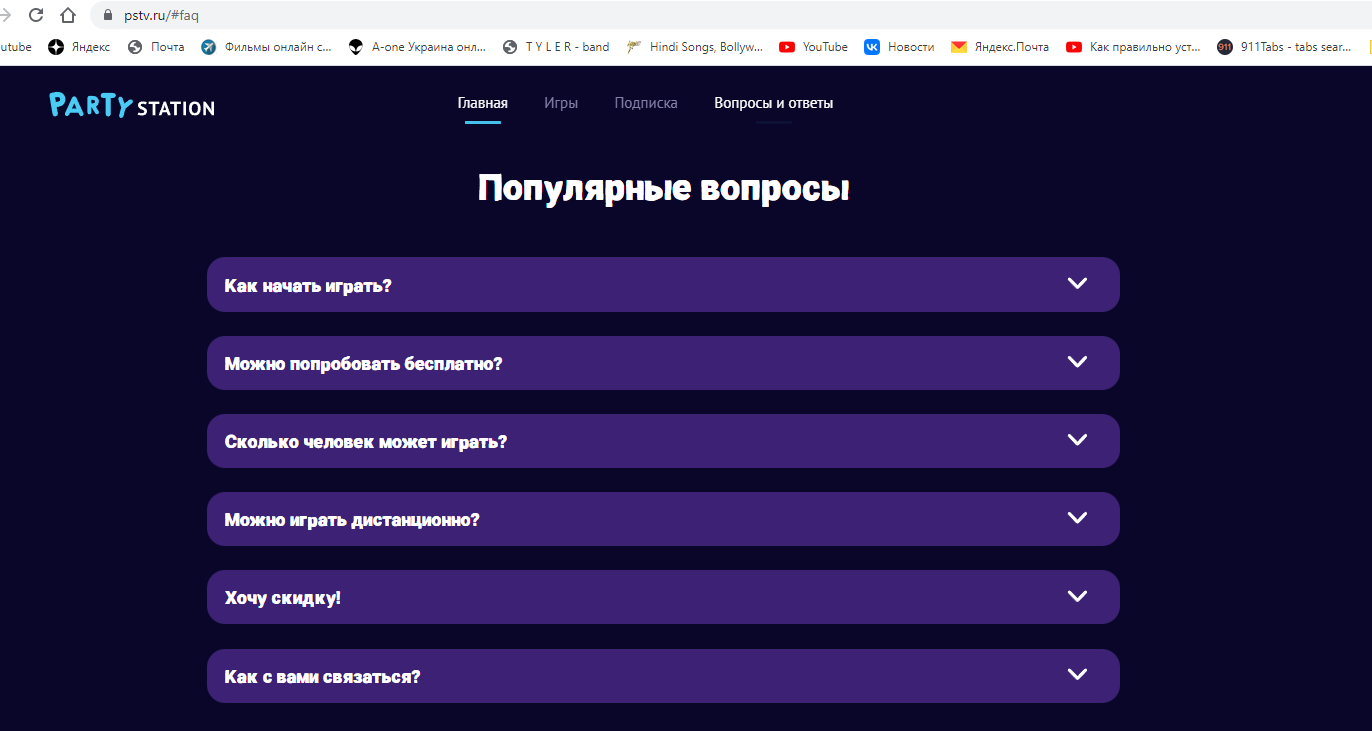 pstv.ru/#faq
utube Яндекс Почта Фильмы онлайн с... A-one Украина онл... T Y L E R - band Hindi Songs, Bollyw... YouTube Новости Яндекс.Почта Как правильно уст... 911 911Tabs - tabs sear...
PARTY STATION Главная Игры Подписка Вопросы и ответы
Популярные вопросы
Как начать играть?
Можно попробовать бесплатно?
Сколько человек может играть?
Можно играть дистанционно?
Хочу скидку!
Как с вами связаться?